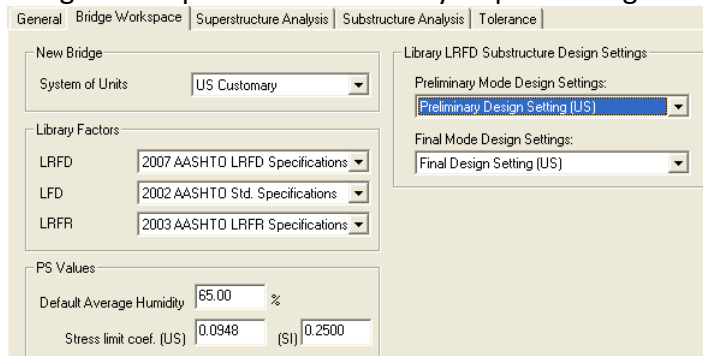 General Bridge Workspace Superstructure Analysis Substructure Analysis Tolerance
New Bridge
System of Units US Customary
Library Factors
LRFD 2007 AASHTO LRFD Specifications
LFD 2002 AASHTO Std. Specifications
LRFR 2003 AASHTO LRFR Specifications
PS Values
Default Average Humidity 65.00 %
Stress limit coef. (US) 0.0948 (SI) 0.2500
Library LRFD Substructure Design Settings
Preliminary Mode Design Settings:
Preliminary Design Setting (US)
Final Mode Design Settings:
Final Design Setting (US)